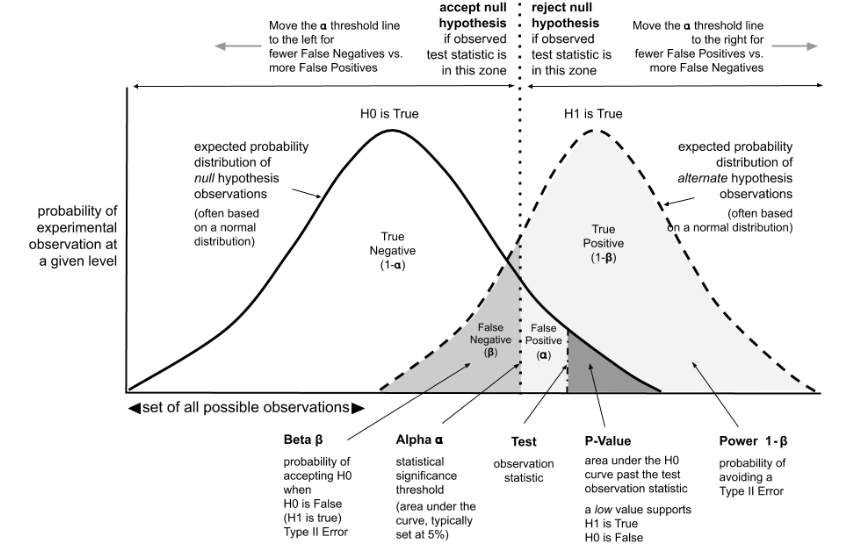 Move the α threshold line
to the left for
fewer False Negatives vs.
more False Positives
accept null
hypothesis
if observed
test statistic is
in this zone
reject null
hypothesis
if observed
test statistic is
in this zone
Move the α threshold line
to the right for
fewer False Positives vs.
more False Negatives
H0 is True
H1 is True
expected probability
distribution of
null hypothesis
observations
(often based
on a normal
distribution)
expected probability
distribution of
alternate hypothesis
observations
(often based
on a normal distribution)
probability of
experimental
observation at
a given level
True
Negative
(1-α)
True
Positive
(1-β)
False
Negative
(β)
False
Positive
(α)
set of all possible observations
Beta β
probability of
accepting H0
when
H0 is False
(H1 is true)
Type II Error
Alpha α
statistical
significance
threshold
(area under the
curve, typically
set at 5%)
Test
observation
statistic
P-Value
area under the H0
curve past the test
observation statistic
a low value supports
H1 is True
H0 is False
Power 1-β
probability of
avoiding a
Type II Error